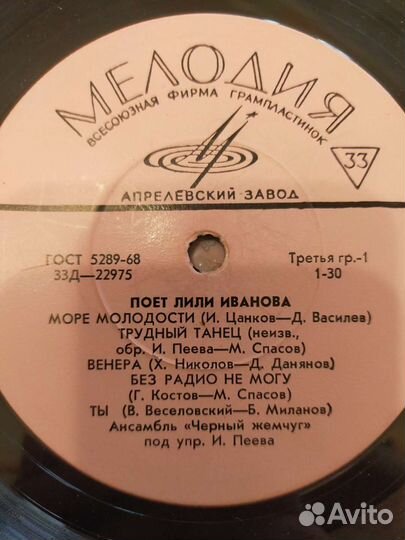 МЕЛОДИЯ
ВСЕСОЮЗНАЯ ФИРМА ГРАМПЛАСТИНОК
33
АПРЕЛЕВСКИЙ ЗАВОД
ГОСТ 5289-68 Третья гр.-1
33Д—22975 1-30
ПОЕТ ЛИЛИ ИВАНОВА
МОРЕ МОЛОДОСТИ (И. Цанков—Д. Василев)
ТРУДНЫЙ ТАНЕЦ (неизв.,
обр. И. Пеева—М. Спасов)
ВЕНЕРА (Х. Николов—Д. Данянов)
БЕЗ РАДИО НЕ МОГУ
(Г. Костов—М. Спасов)
ТЫ (В. Веселовский—Б. Миланов)
Ансамбль «Черный жемчуг»
под упр. И. Пеева
Avito